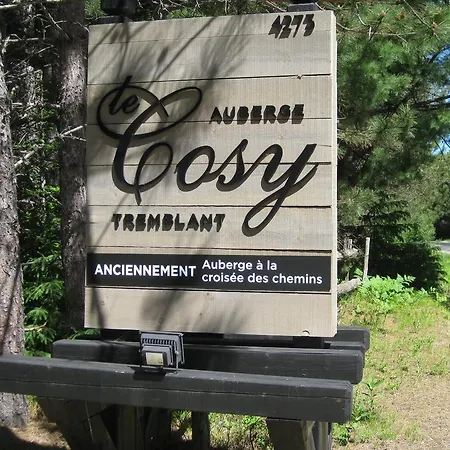 4273
le
AUBERGE
Cosy
TREMBLANT
ANCIENNEMENT Auberge à la
croisée des chemins